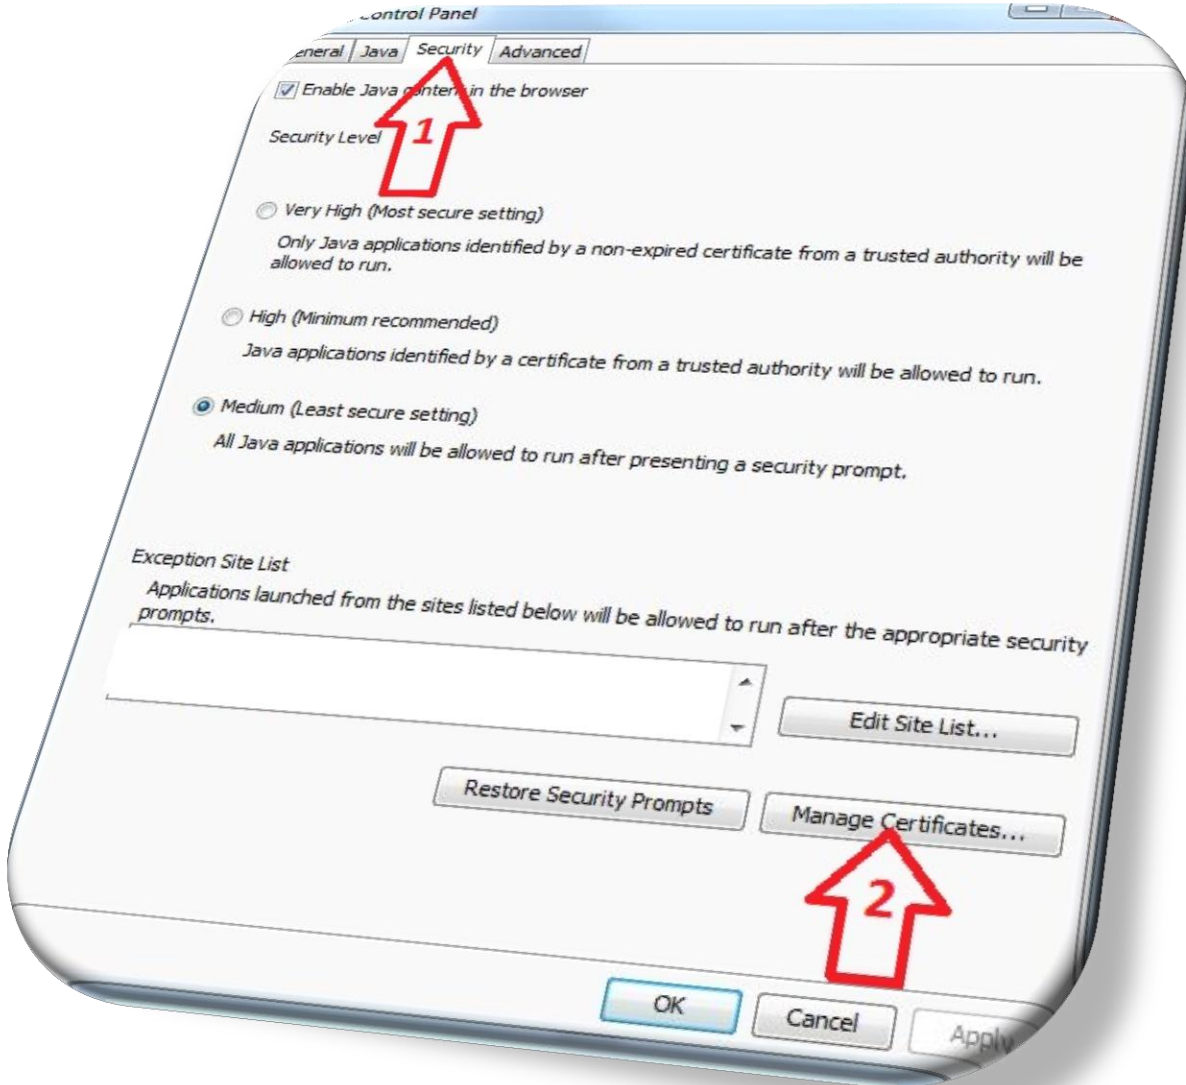 Control Panel
General Java Security Advanced
Enable Java content in the browser
1
Security Level
Very High (Most secure setting)
Only Java applications identified by a non-expired certificate from a trusted authority will be
allowed to run.
High (Minimum recommended)
Java applications identified by a certificate from a trusted authority will be allowed to run.
Medium (Least secure setting)
All Java applications will be allowed to run after presenting a security prompt.
Exception Site List
Applications launched from the sites listed below will be allowed to run after the appropriate security
prompts.
Edit Site List...
Restore Security Prompts Manage Certificates...
2
OK Cancel Apply